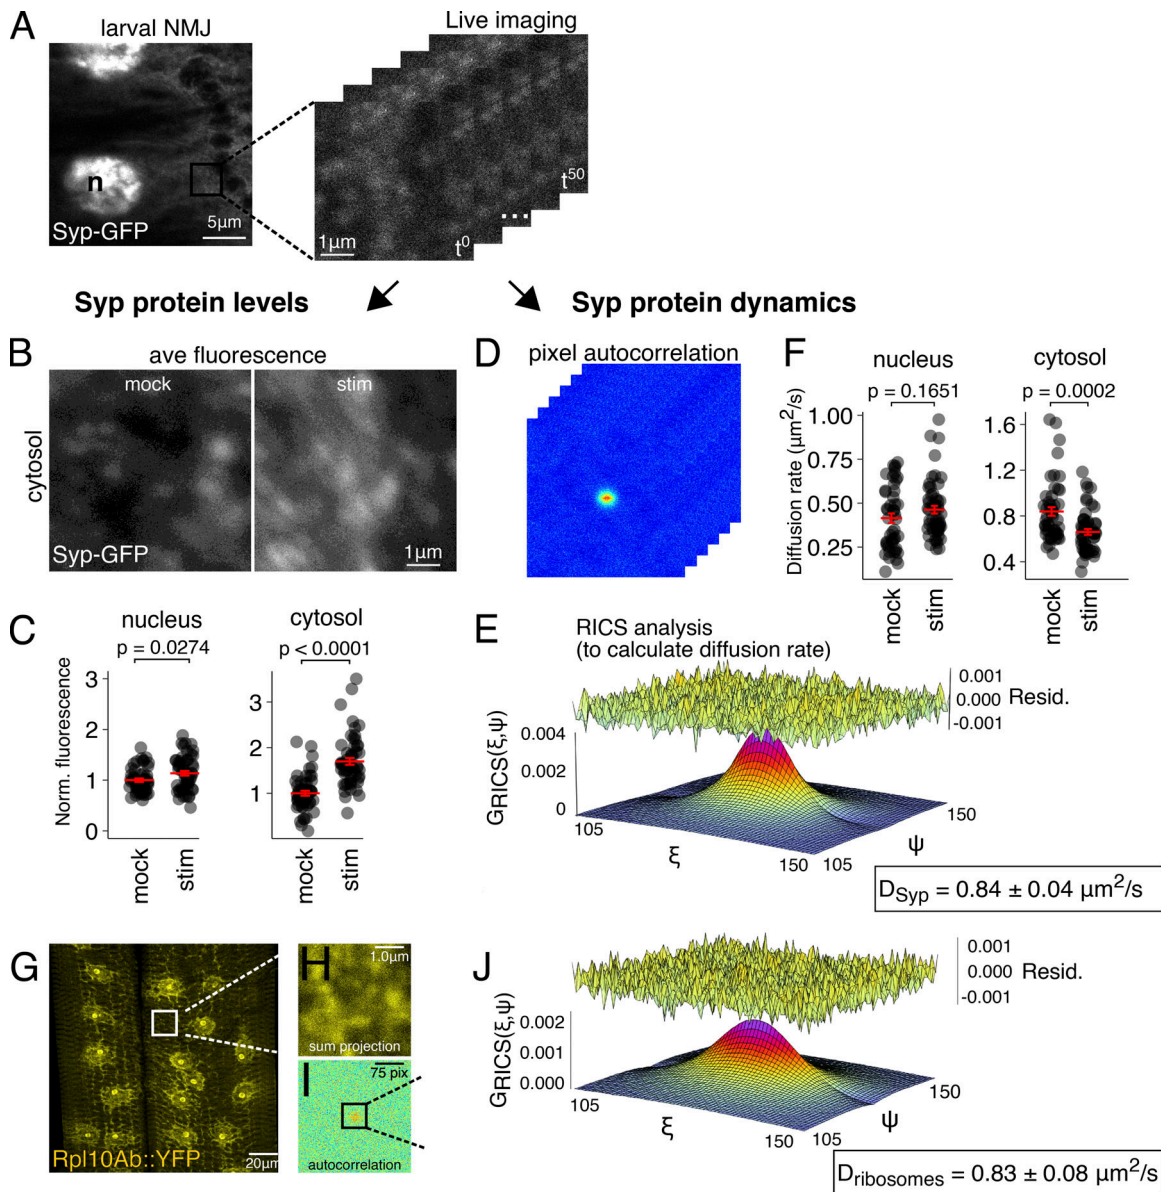 A
larval NMJ
Live imaging
n
Syp-GFP
5μm
1μm
t0
...
t50
Syp protein levels
Syp protein dynamics
B
ave fluorescence
mock
stim
cytosol
Syp-GFP
1μm
D
pixel autocorrelation
F
nucleus
cytosol
p = 0.1651
p = 0.0002
Diffusion rate (μm²/s)
1.00
0.75
0.50
0.25
1.6
1.2
0.8
0.4
mock
stim
mock
stim
C
nucleus
cytosol
p = 0.0274
p < 0.0001
Norm. fluorescence
3
2
1
0
3
2
1
0
mock
stim
mock
stim
E
RICS analysis
(to calculate diffusion rate)
0.001
0.000
-0.001
Resid.
GRICS(ξ,ψ)
0.004
0.002
0
105
ξ
150
105
ψ
150
DSyp = 0.84 ± 0.04 μm²/s
G
Rpl10Ab::YFP
20μm
H
1.0μm
sum projection
I
75 pix
autocorrelation
J
0.001
0.000
-0.001
Resid.
GRICS(ξ,ψ)
0.002
0.001
0.000
105
ξ
150
105
ψ
150
Dribosomes = 0.83 ± 0.08 μm²/s